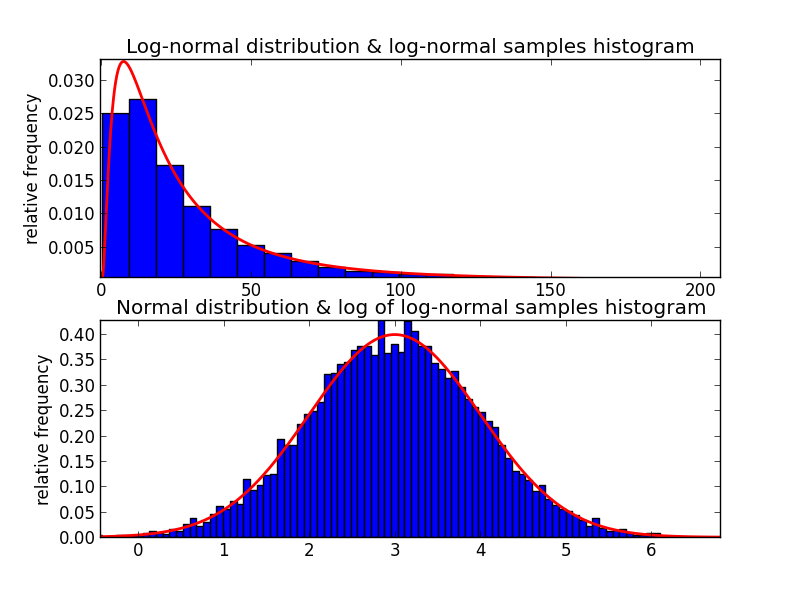 Log-normal distribution & log-normal samples histogram
relative frequency
0.030
0.025
0.020
0.015
0.010
0.005
0 50 100 150 200
Normal distribution & log of log-normal samples histogram
relative frequency
0.40
0.35
0.30
0.25
0.20
0.15
0.10
0.05
0.00
0 1 2 3 4 5 6